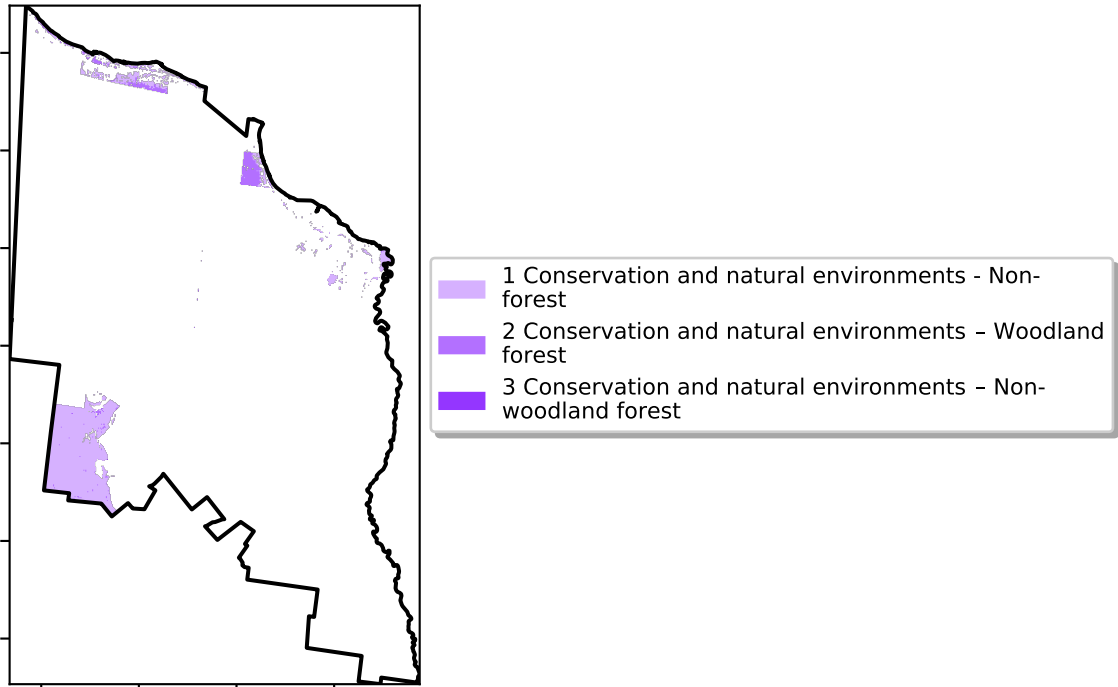 1 Conservation and natural environments - Non-
forest
2 Conservation and natural environments – Woodland
forest
3 Conservation and natural environments – Non-
woodland forest